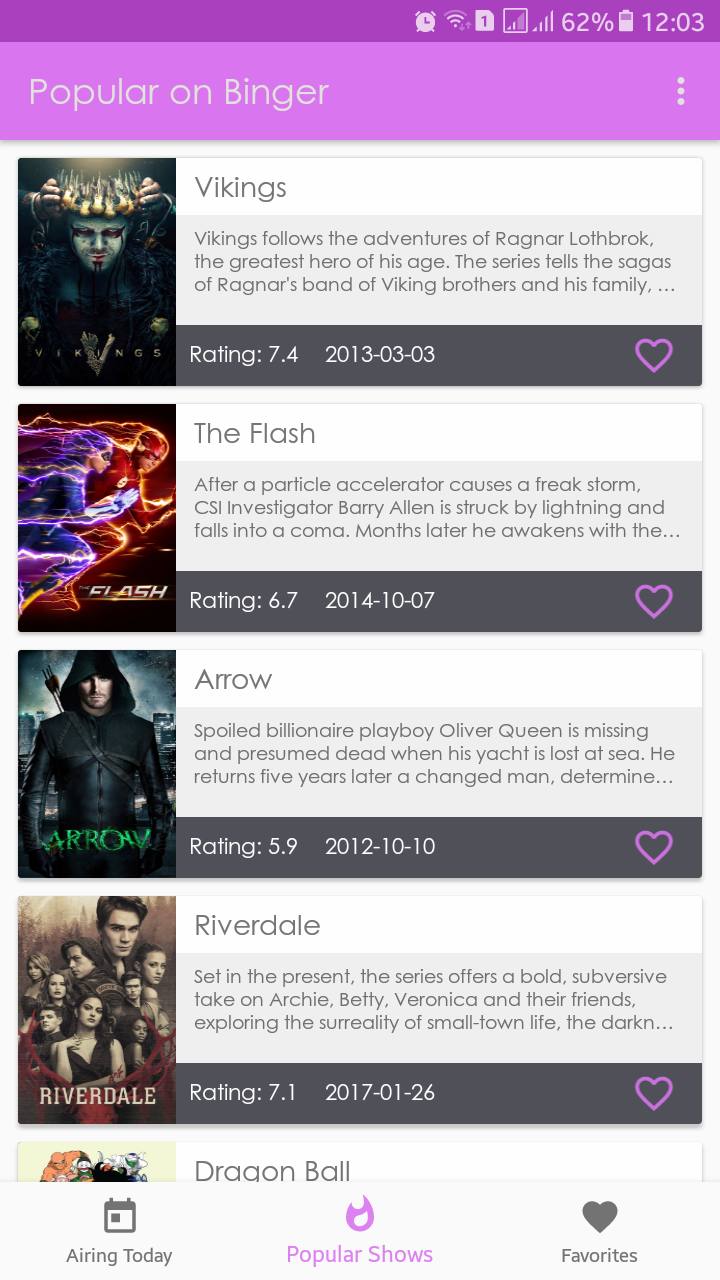 1 62% 12:03
Popular on Binger
VIKINGS
Vikings
Vikings follows the adventures of Ragnar Lothbrok,
the greatest hero of his age. The series tells the sagas
of Ragnar's band of Viking brothers and his family, …
Rating: 7.4 2013-03-03
THE FLASH
The Flash
After a particle accelerator causes a freak storm,
CSI Investigator Barry Allen is struck by lightning and
falls into a coma. Months later he awakens with the…
Rating: 6.7 2014-10-07
ARROW
Arrow
Spoiled billionaire playboy Oliver Queen is missing
and presumed dead when his yacht is lost at sea. He
returns five years later a changed man, determine…
Rating: 5.9 2012-10-10
RIVERDALE
Riverdale
Set in the present, the series offers a bold, subversive
take on Archie, Betty, Veronica and their friends,
exploring the surreality of small-town life, the darkn…
Rating: 7.1 2017-01-26
Dragon Ball
Airing Today
Popular Shows
Favorites